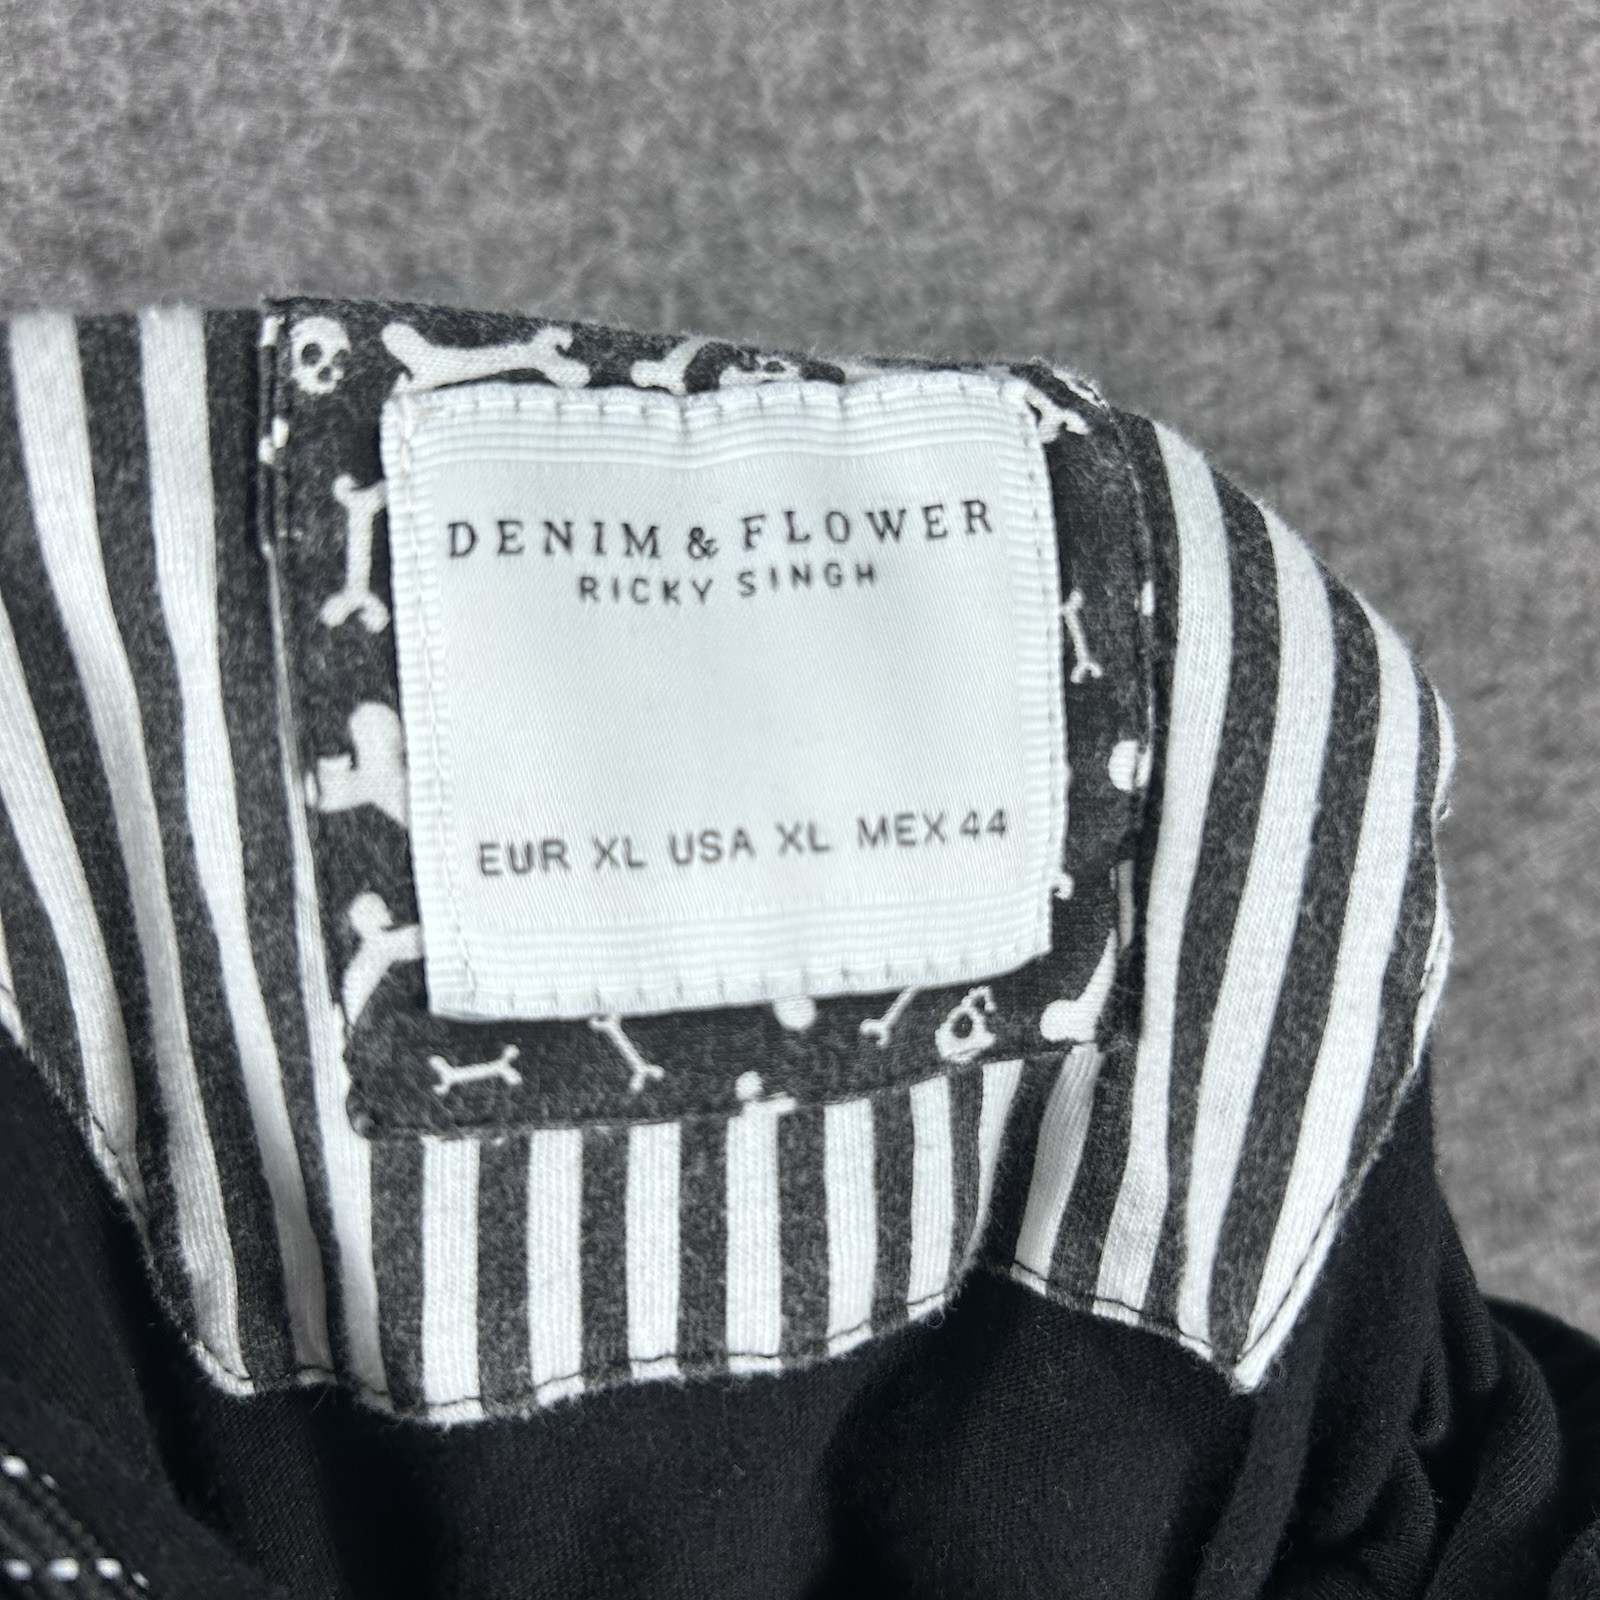 DENIM & FLOWER
RICKY SINGH
EUR XL USA XL MEX 44